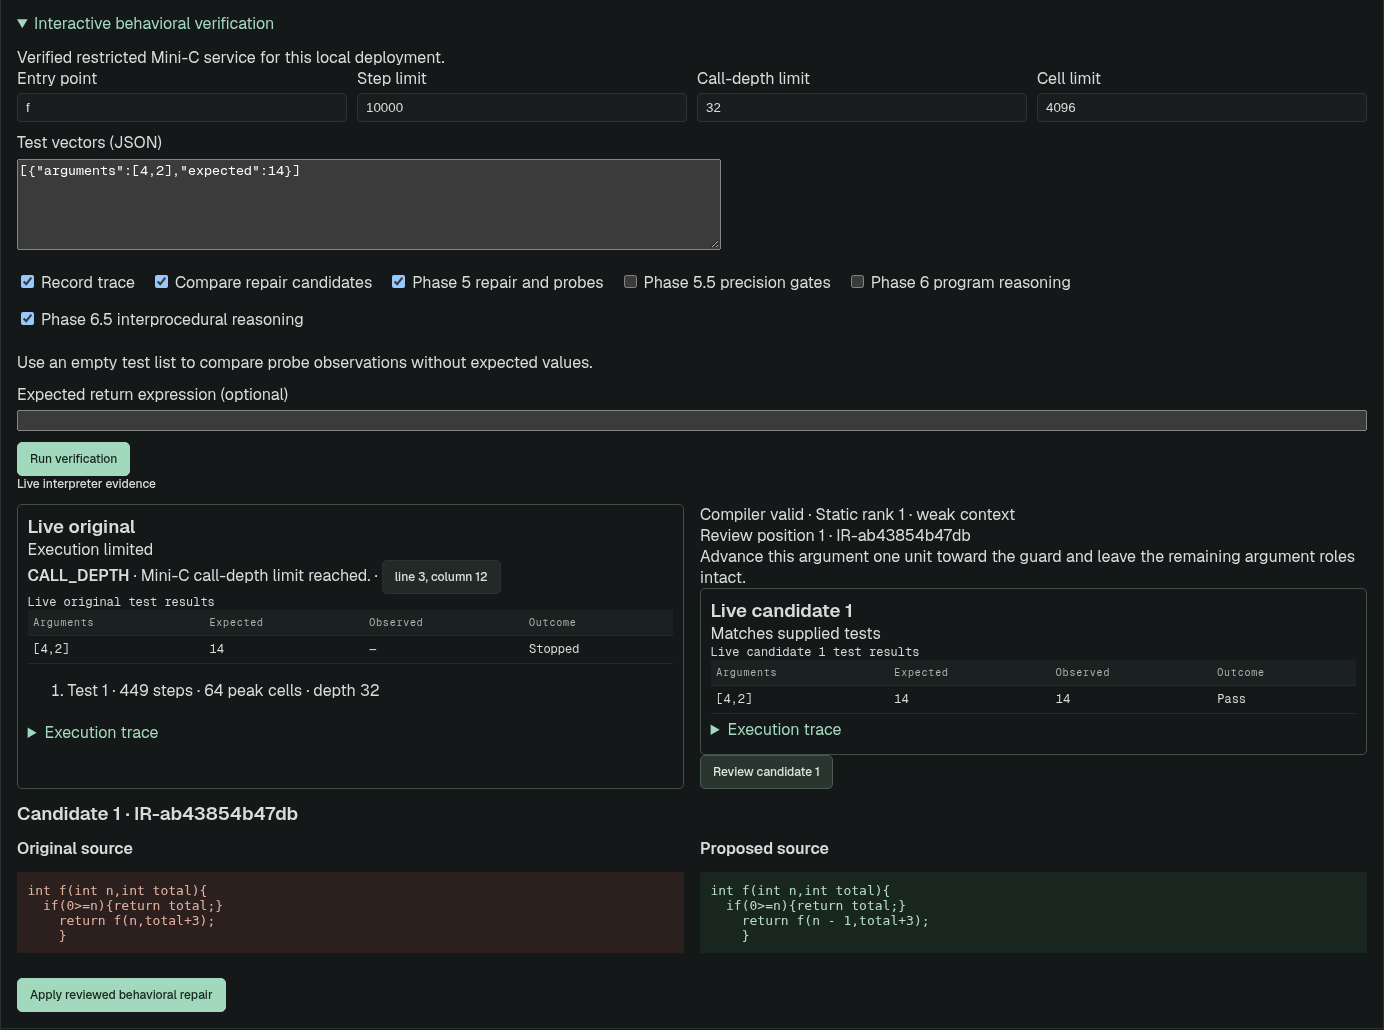 Interactive behavioral verification
Verified restricted Mini-C service for this local deployment.
Entry point
Step limit
Call-depth limit
Cell limit
f
10000
32
4096
Test vectors (JSON)
[{"arguments":[4,2],"expected":14}]
Record trace
Compare repair candidates
Phase 5 repair and probes
Phase 5.5 precision gates
Phase 6 program reasoning
Phase 6.5 interprocedural reasoning
Use an empty test list to compare probe observations without expected values.
Expected return expression (optional)
Run verification
Live interpreter evidence
Live original
Execution limited
CALL_DEPTH · Mini-C call-depth limit reached. · line 3, column 12
Live original test results
Arguments Expected Observed Outcome
[4,2] 14 — Stopped
1. Test 1 · 449 steps · 64 peak cells · depth 32
Execution trace
Compiler valid · Static rank 1 · weak context
Review position 1 · IR-ab43854b47db
Advance this argument one unit toward the guard and leave the remaining argument roles
intact.
Live candidate 1
Matches supplied tests
Live candidate 1 test results
Arguments Expected Observed Outcome
[4,2] 14 14 Pass
Execution trace
Review candidate 1
Candidate 1 · IR-ab43854b47db
Original source
int f(int n,int total){
  if(0>=n){return total;}
    return f(n,total+3);
    }
Proposed source
int f(int n,int total){
  if(0>=n){return total;}
    return f(n - 1,total+3);
    }
Apply reviewed behavioral repair